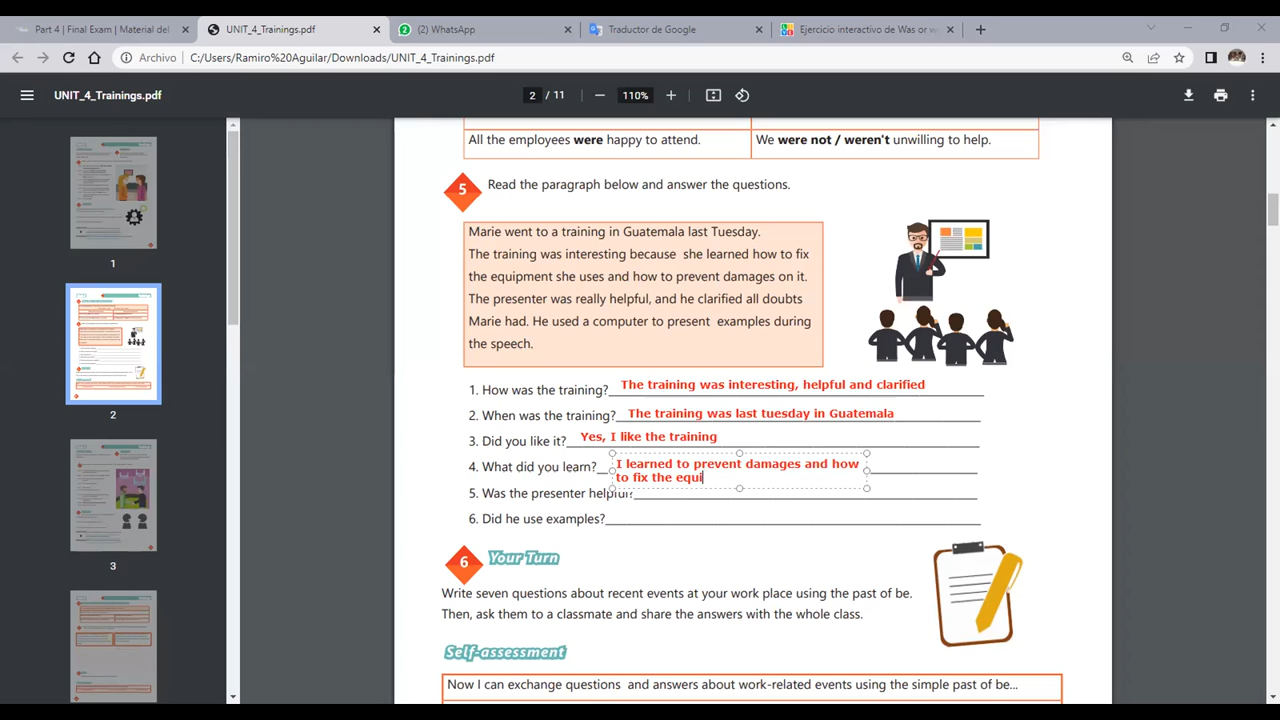 Part 4 | Final Exam | Material del
UNIT_4_Trainings.pdf
(2) WhatsApp
Traductor de Google
Ejercicio interactivo de Was or w
Archivo
C:/Users/Ramiro%20Aguilar/Downloads/UNIT_4_Trainings.pdf
UNIT_4_Trainings.pdf
2 / 11
110%
1
2
3
All the employees were happy to attend.
We were not / weren't unwilling to help.
5
Read the paragraph below and answer the questions.
Marie went to a training in Guatemala last Tuesday.
The training was interesting because she learned how to fix
the equipment she uses and how to prevent damages on it.
The presenter was really helpful, and he clarified all doubts
Marie had. He used a computer to present examples during
the speech.
1. How was the training? The training was interesting, helpful and clarified
2. When was the training? The training was last tuesday in Guatemala
3. Did you like it? Yes, I like the training
4. What did you learn? I learned to prevent damages and how
to fix the equi
5. Was the presenter helpful?
6. Did he use examples?
6
Your Turn
Write seven questions about recent events at your work place using the past of be.
Then, ask them to a classmate and share the answers with the whole class.
Self-assessment
Now I can exchange questions and answers about work-related events using the simple past of be...